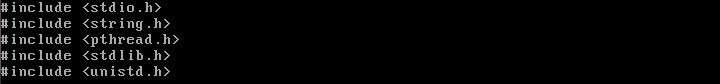 #include <stdio.h>
#include <string.h>
#include <pthread.h>
#include <stdlib.h>
#include <unistd.h>